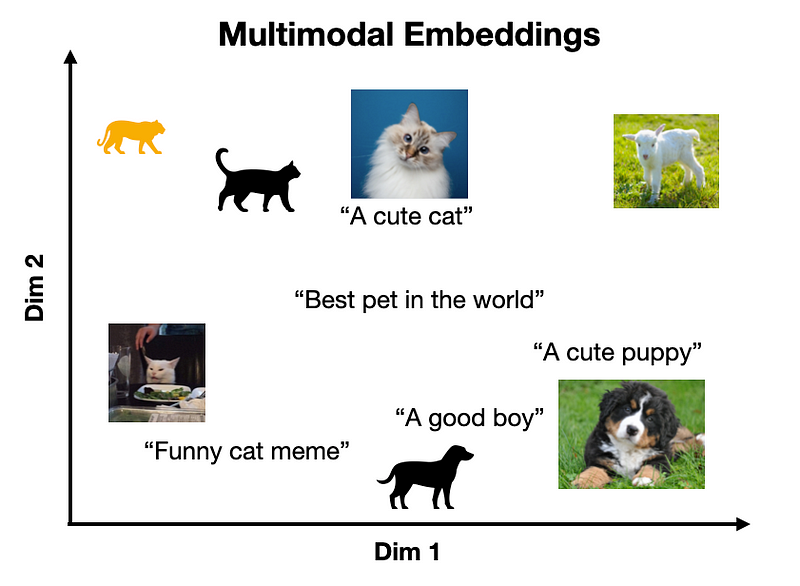 Multimodal Embeddings
“A cute cat”
Dim 2
“Best pet in the world”
“A cute puppy”
“A good boy”
“Funny cat meme”
Dim 1